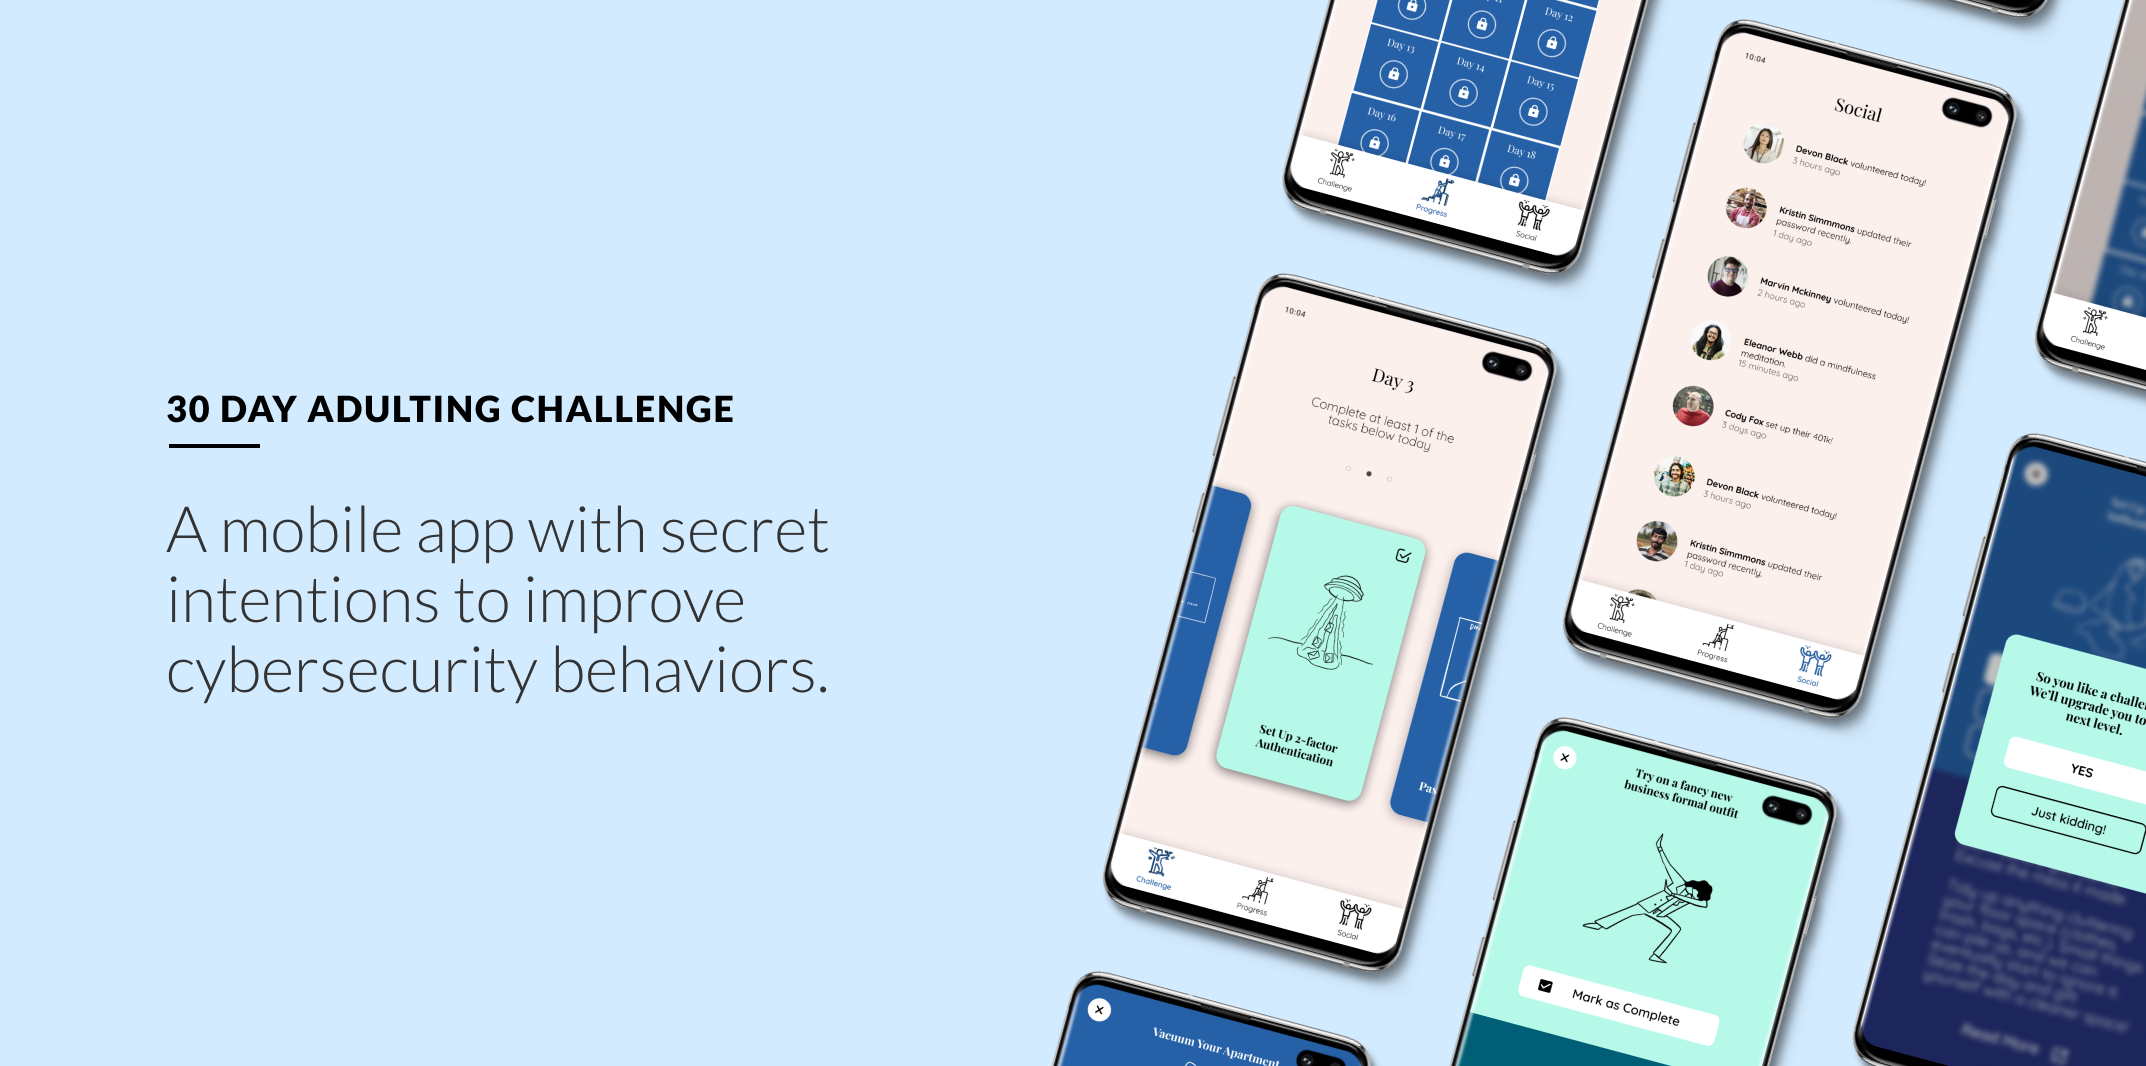 30 DAY ADULTING CHALLENGE
A mobile app with secret
intentions to improve
cybersecurity behaviors.
Day 12
Day 13
Day 14
Day 15
Day 16
Day 17
Day 18
Challenge
Progress
Social
10:04
Social
Devon Black volunteered today!
3 hours ago
Kristin Simmmons updated their
password recently.
1 day ago
Marvin Mckinney volunteered today!
2 hours ago
Eleanor Webb did a mindfulness
meditation.
15 minutes ago
Cody Fox set up their 401k!
3 days ago
Devon Black volunteered today!
3 hours ago
Kristin Simmmons updated their
password recently.
1 day ago
Challenge
Progress
Social
Challenge
10:04
Day 3
Complete at least 1 of the
tasks below today
Set Up 2-factor
Authentication
Pas
Challenge
Progress
Social
Try on a fancy new
business formal outfit
Mark as Complete
So you like a challe
We'll upgrade you to
next level.
YES
Just kidding!
Read More
Vacuum Your Apartment